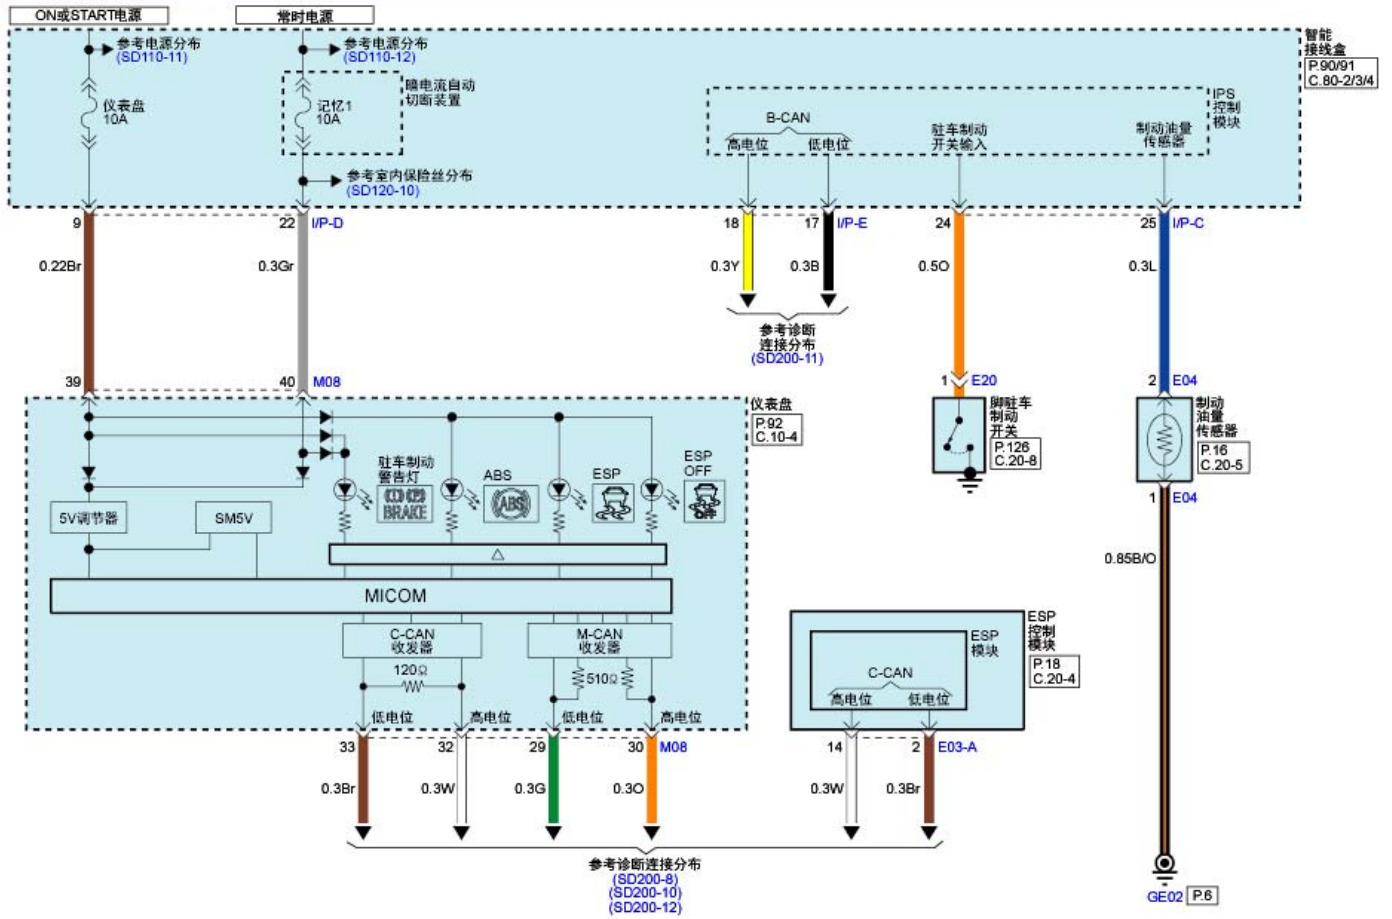 ON或START电源
常时电源
参考电源分布
(SD110-11)
参考电源分布
(SD110-12)
智能
接线盒
P.90/91
C.80-2/3/4
仪表盘
10A
记忆1
10A
暗电流自动
切断装置
IPS
控制
模块
B-CAN
高电位
低电位
驻车制动
开关输入
制动油量
传感器
参考室内保险丝分布
(SD120-10)
9
22
I/P-D
18
17
I/P-E
24
25
I/P-C
0.22Br
0.3Gr
0.3Y
0.3B
0.5O
0.3L
参考诊断
连接分布
(SD200-11)
39
40
M08
1
E20
2
E04
仪表盘
P.92
C.10-4
脚驻车
制动
开关
P.126
C.20-8
制动
油量
传感器
P.16
C.20-5
驻车制动
警告灯
BRAKE
ABS
ABS
ESP
ESP
OFF
OFF
1
E04
5V调节器
SM5V
0.85B/O
MICOM
C-CAN
收发器
M-CAN
收发器
120Ω
510Ω
低电位
高电位
低电位
高电位
ESP
控制
模块
P.18
C.20-4
ESP
模块
C-CAN
高电位
低电位
33
32
29
30
M08
14
2
E03-A
0.3Br
0.3W
0.3G
0.3O
0.3W
0.3Br
参考诊断连接分布
(SD200-8)
(SD200-10)
(SD200-12)
GE02
P.6